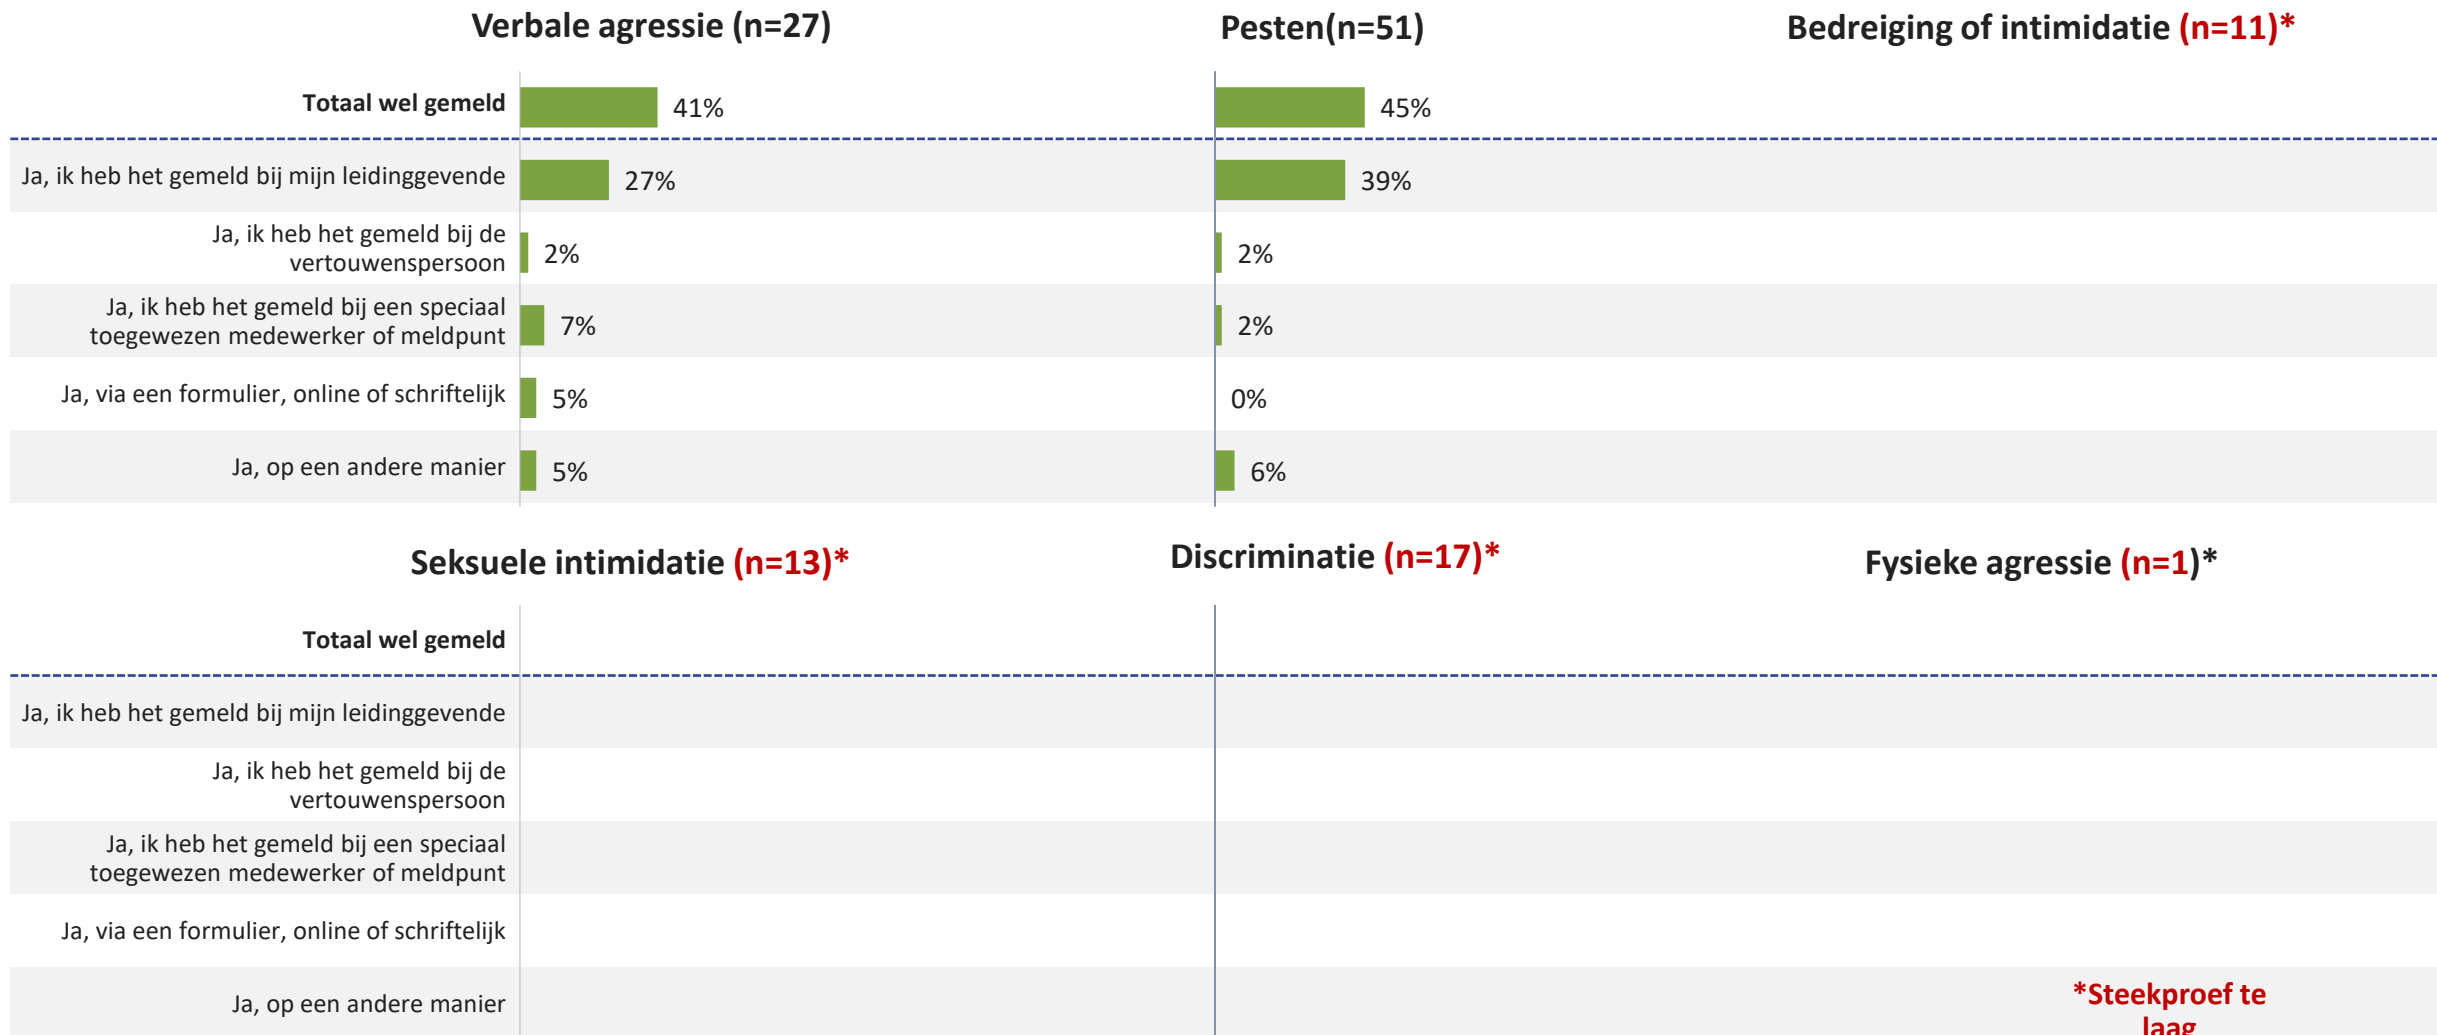 Verbale agressie (n=27)
Pesten(n=51)
Bedreiging of intimidatie (n=11)*
Totaal wel gemeld
41%
45%
Ja, ik heb het gemeld bij mijn leidinggevende
27%
39%
Ja, ik heb het gemeld bij de
vertouwenspersoon
2%
2%
Ja, ik heb het gemeld bij een speciaal
toegewezen medewerker of meldpunt
7%
2%
Ja, via een formulier, online of schriftelijk
5%
0%
Ja, op een andere manier
5%
6%
Seksuele intimidatie (n=13)*
Discriminatie (n=17)*
Fysieke agressie (n=1)*
Totaal wel gemeld
Ja, ik heb het gemeld bij mijn leidinggevende
Ja, ik heb het gemeld bij de
vertouwenspersoon
Ja, ik heb het gemeld bij een speciaal
toegewezen medewerker of meldpunt
Ja, via een formulier, online of schriftelijk
Ja, op een andere manier
*Steekproef te
laag